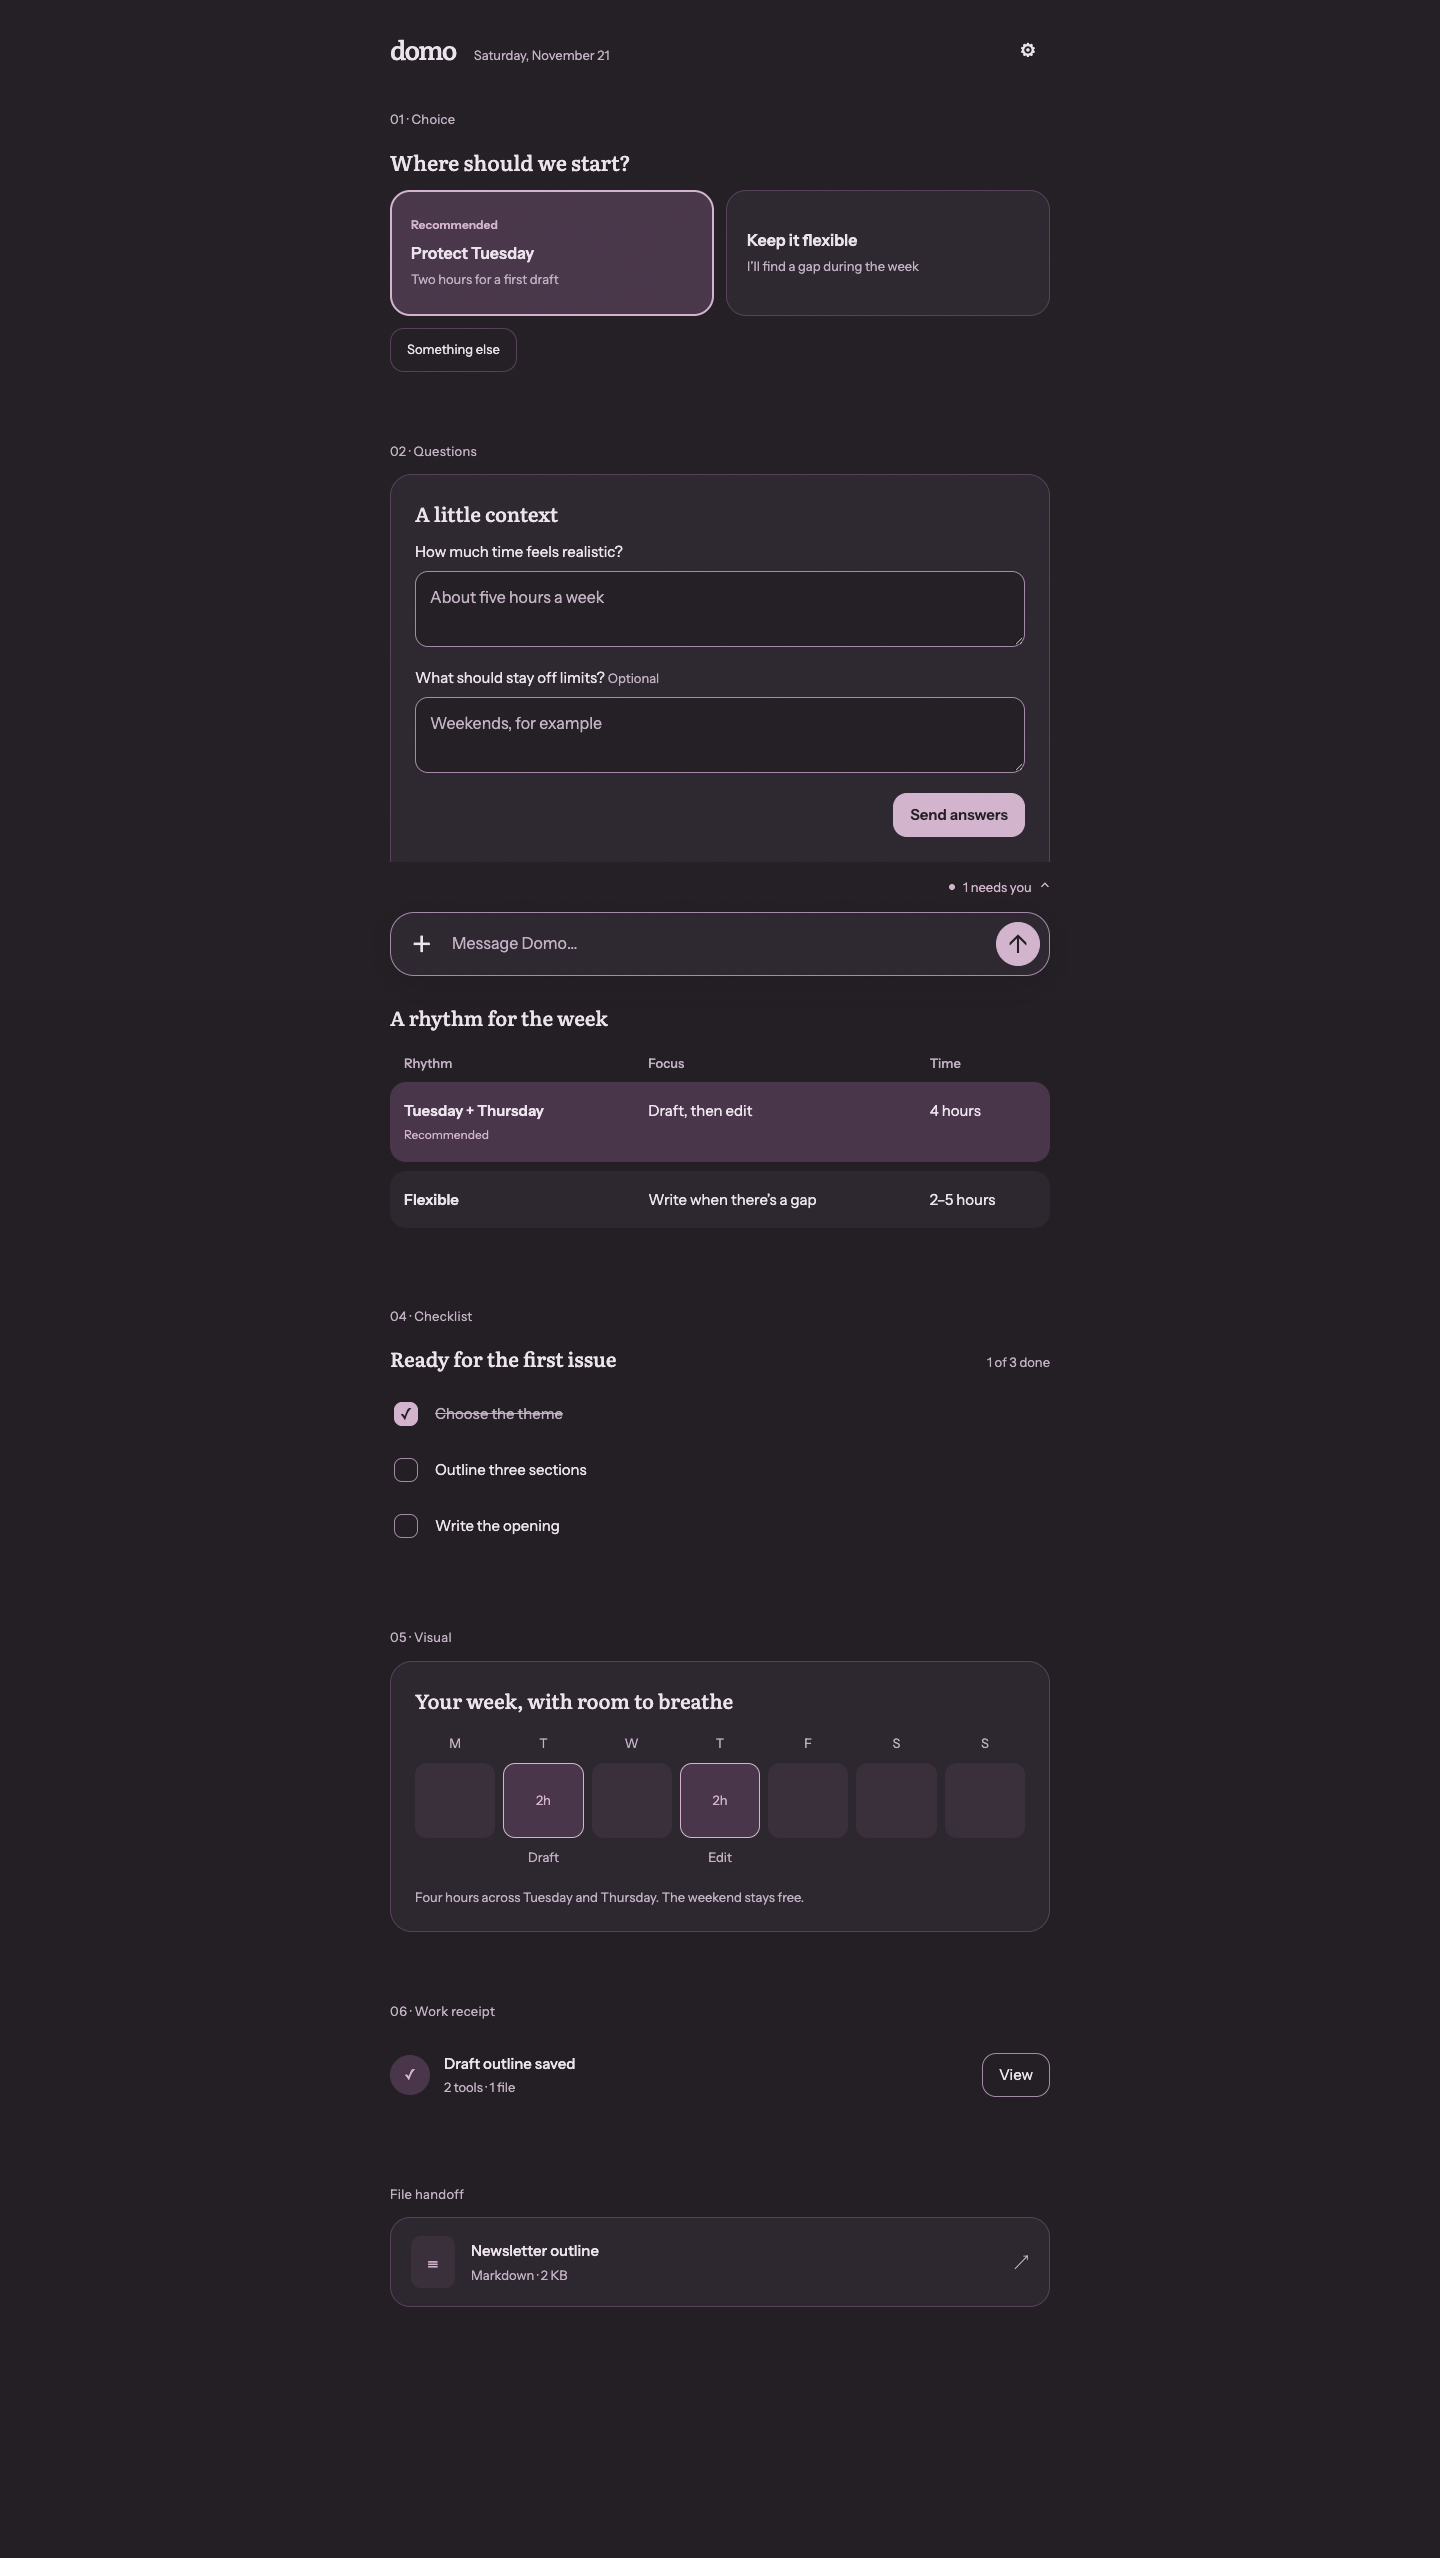 domo Saturday, November 21
01 · Choice
Where should we start?
Recommended
Protect Tuesday
Two hours for a first draft
Keep it flexible
I'll find a gap during the week
Something else
02 · Questions
A little context
How much time feels realistic?
About five hours a week
What should stay off limits? Optional
Weekends, for example
Send answers
1 needs you
Message Domo...
A rhythm for the week
Rhythm Focus Time
Tuesday + Thursday Draft, then edit 4 hours
Recommended
Flexible Write when there's a gap 2–5 hours
04 · Checklist
Ready for the first issue 1 of 3 done
Choose the theme
Outline three sections
Write the opening
05 · Visual
Your week, with room to breathe
M T W T F S S
2h 2h
Draft Edit
Four hours across Tuesday and Thursday. The weekend stays free.
06 · Work receipt
Draft outline saved
2 tools · 1 file
View
File handoff
Newsletter outline
Markdown · 2 KB